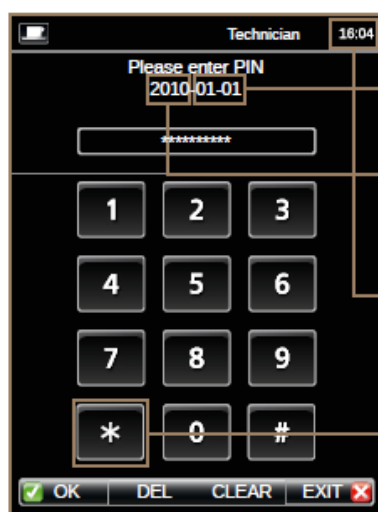 Technician 16:04
Please enter PIN
2010-01-01
**********
1 2 3
4 5 6
7 8 9
* 0 #
OK DEL CLEAR EXIT